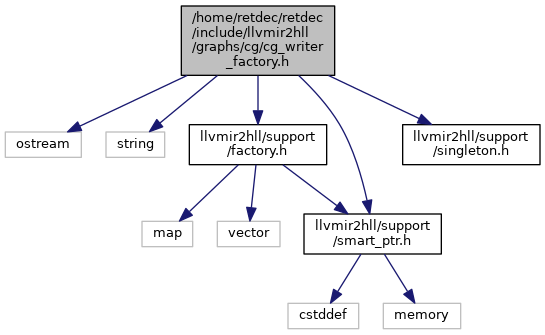 /home/retdec/retdec
/include/llvmir2hll
/graphs/cg/cg_writer
_factory.h
ostream
string
llvmir2hll/support
/factory.h
llvmir2hll/support
/singleton.h
map
vector
llvmir2hll/support
/smart_ptr.h
cstddef
memory